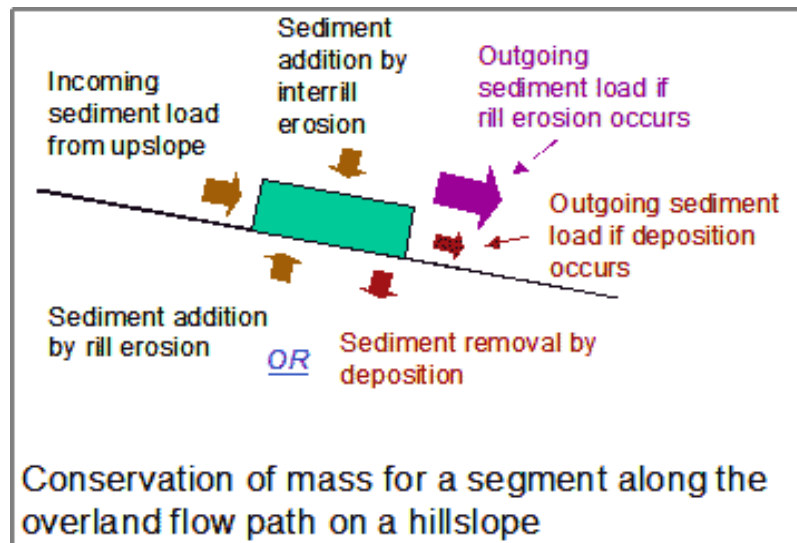 Incoming
sediment load
from upslope
Sediment
addition by
interrill
erosion
Outgoing
sediment load if
rill erosion occurs
Outgoing sediment
load if deposition
occurs
Sediment addition
by rill erosion
OR
Sediment removal by
deposition
Conservation of mass for a segment along the
overland flow path on a hillslope